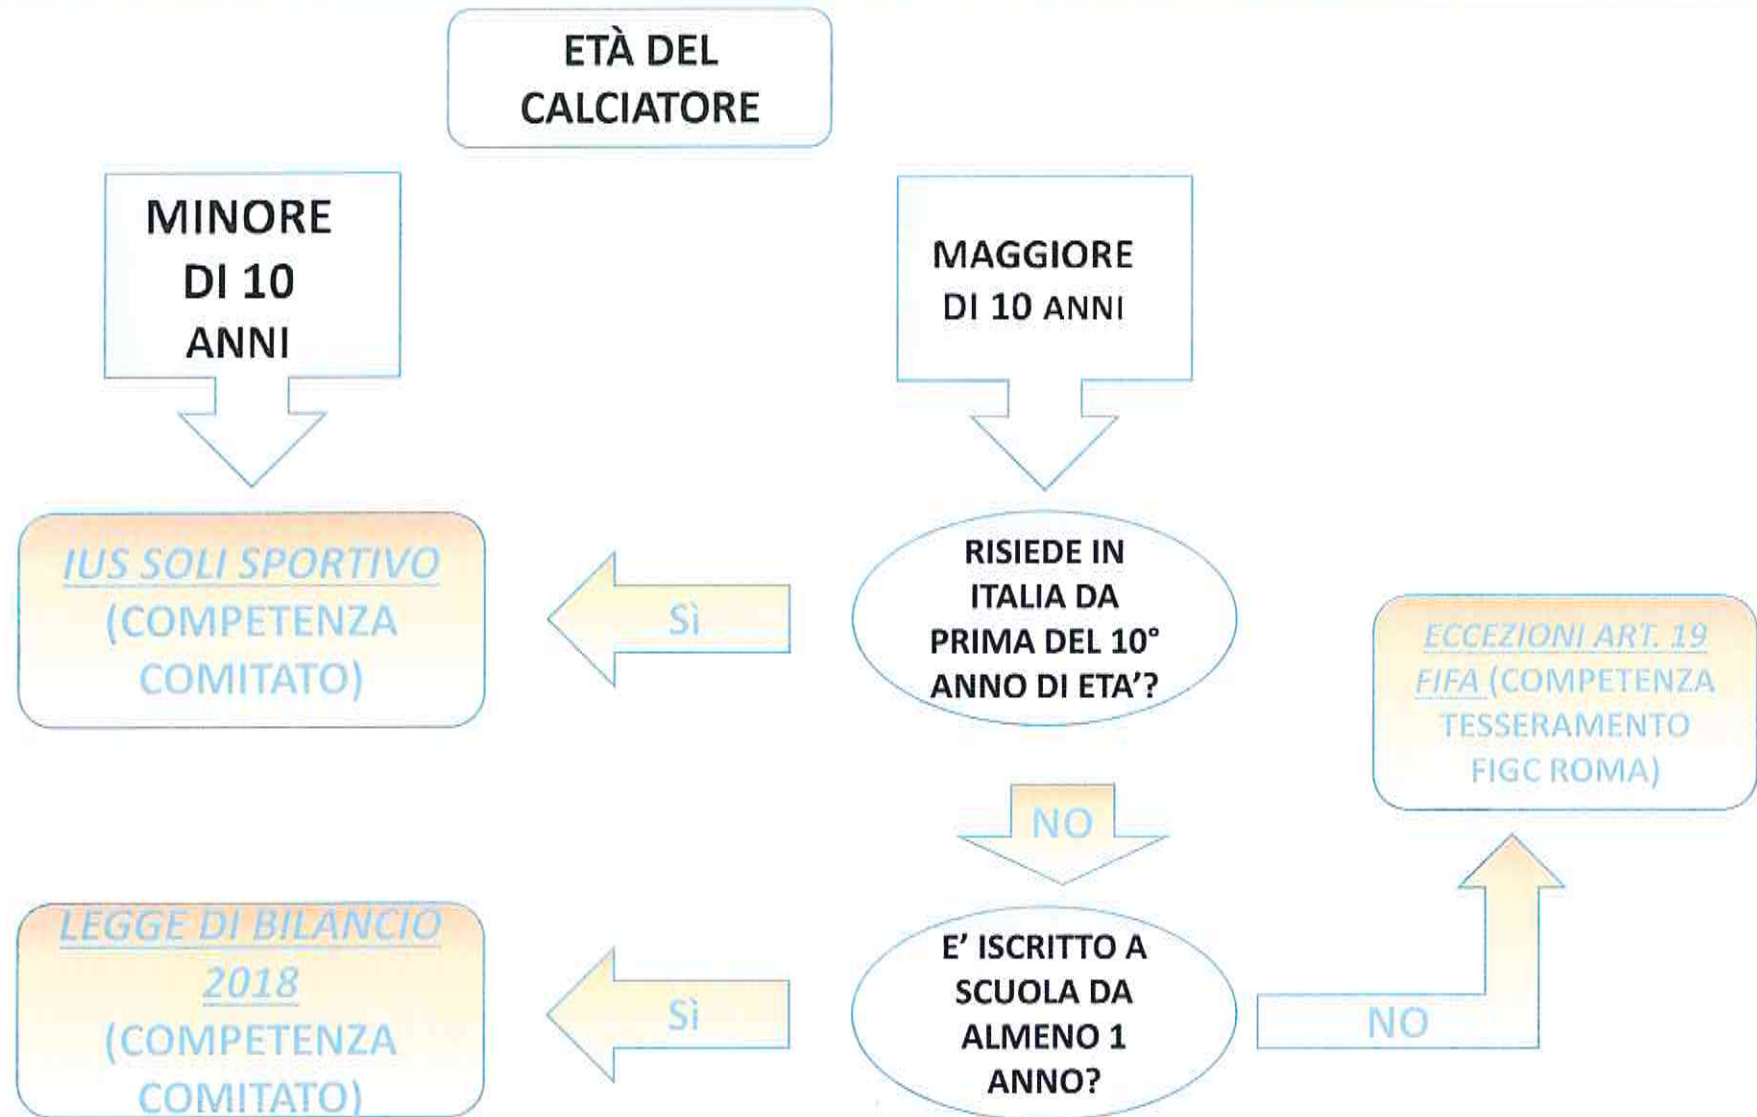 ETÀ DEL
CALCIATORE
MINORE
DI 10
ANNI
MAGGIORE
DI 10 ANNI
IUS SOLI SPORTIVO
(COMPETENZA
COMITATO)
Sì
RISIEDE IN
ITALIA DA
PRIMA DEL 10°
ANNO DI ETA'?
ECCEZIONI ART. 19
FIFA (COMPETENZA
TESSERAMENTO
FIGC ROMA)
NO
LEGGE DI BILANCIO
2018
(COMPETENZA
COMITATO)
Sì
E' ISCRITTO A
SCUOLA DA
ALMENO 1
ANNO?
NO